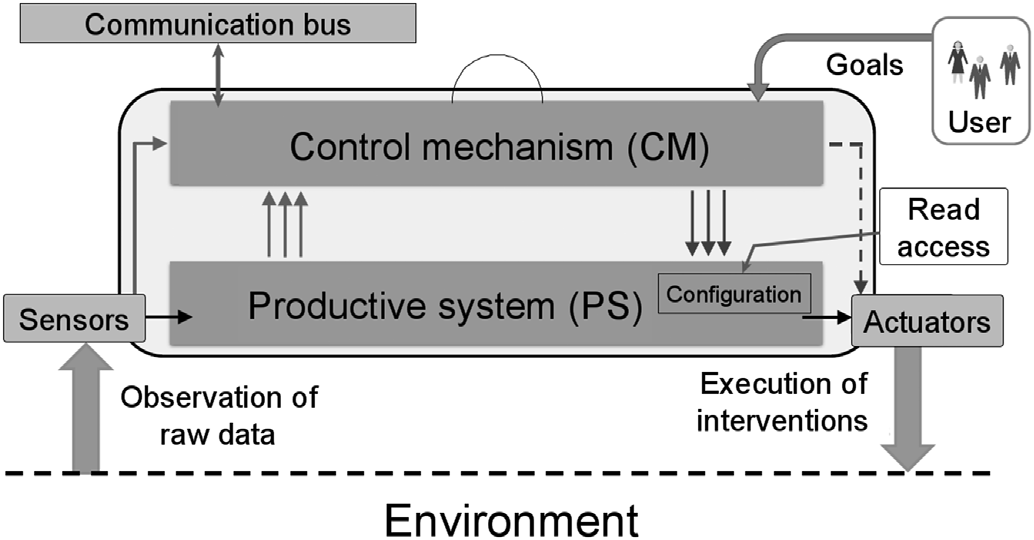 Communication bus
Goals
User
Control mechanism (CM)
Read
access
Configuration
Productive system (PS)
Sensors
Actuators
Observation of
raw data
Execution of
interventions
Environment